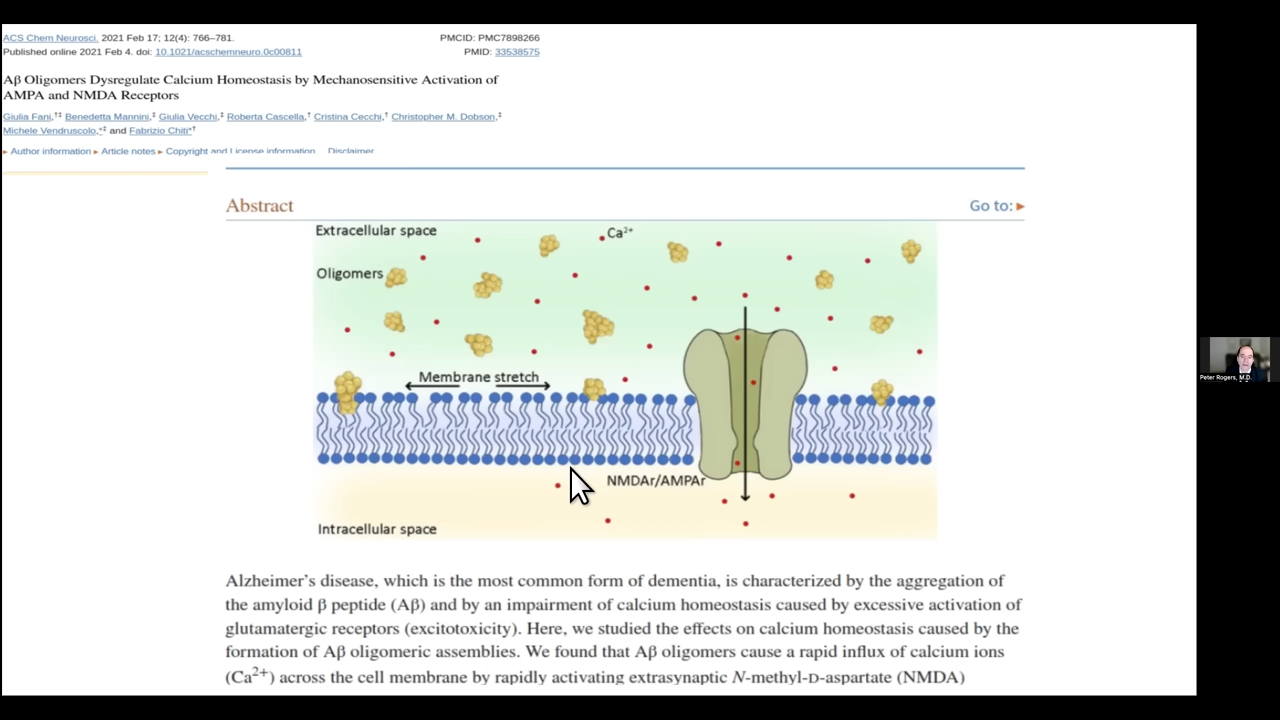 ACS Chem Neurosci. 2021 Feb 17; 12(4): 766–781.
PMCID: PMC7898266
Published online 2021 Feb 4. doi: 10.1021/acschemneuro.0c00811
PMID: 33538575
Aβ Oligomers Dysregulate Calcium Homeostasis by Mechanosensitive Activation of
AMPA and NMDA Receptors
Giulia Fani,†‡ Benedetta Mannini,‡ Giulia Vecchi,‡ Roberta Cascella,† Cristina Cecchi,† Christopher M. Dobson,‡
Michele Vendruscolo,*‡ and Fabrizio Chiti*†
▸ Author information ▸ Article notes ▸ Copyright and License information Disclaimer
Abstract
Go to: ▸
Extracellular space
Ca²⁺
Oligomers
Membrane stretch
NMDAr/AMPAr
Intracellular space
Alzheimer's disease, which is the most common form of dementia, is characterized by the aggregation of
the amyloid β peptide (Aβ) and by an impairment of calcium homeostasis caused by excessive activation of
glutamatergic receptors (excitotoxicity). Here, we studied the effects on calcium homeostasis caused by the
formation of Aβ oligomeric assemblies. We found that Aβ oligomers cause a rapid influx of calcium ions
(Ca²⁺) across the cell membrane by rapidly activating extrasynaptic N-methyl-D-aspartate (NMDA)
Peter Rogers, M.D.